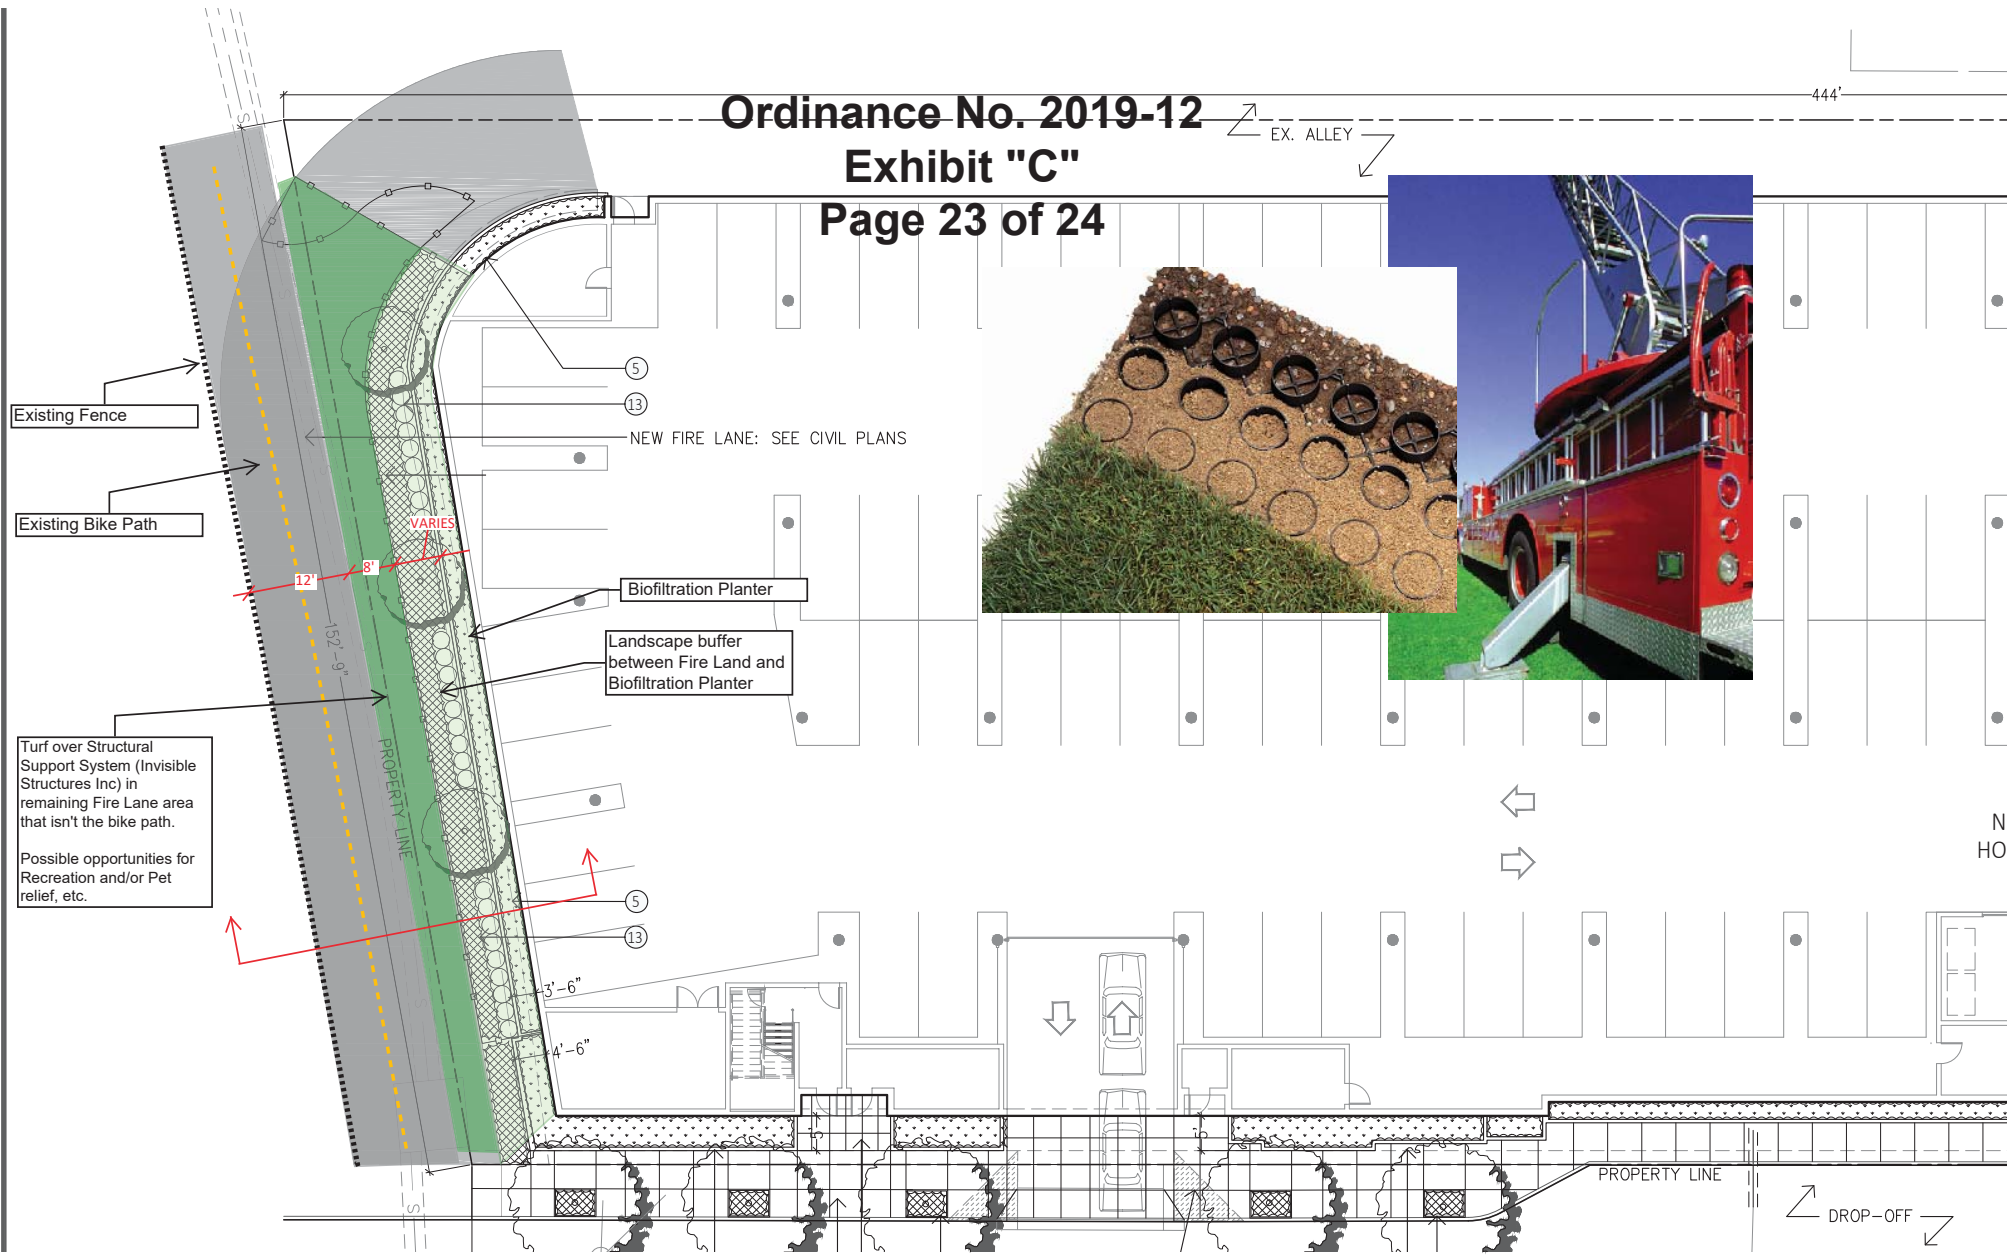 Ordinance No. 2019-12
Exhibit "C"
Page 23 of 24
444'
EX. ALLEY
S
S
5
13
Existing Fence
NEW FIRE LANE: SEE CIVIL PLANS
Existing Bike Path
VARIES
12'
8'
Biofiltration Planter
152'-9"
Landscape buffer
between Fire Land and
Biofiltration Planter
PROPERTY LINE
Turf over Structural
Support System (Invisible
Structures Inc) in
remaining Fire Lane area
that isn't the bike path.
Possible opportunities for
Recreation and/or Pet
relief, etc.
N
HO
5
13
3'-6"
4'-6"
S
5'
5'
PROPERTY LINE
S
DROP-OFF